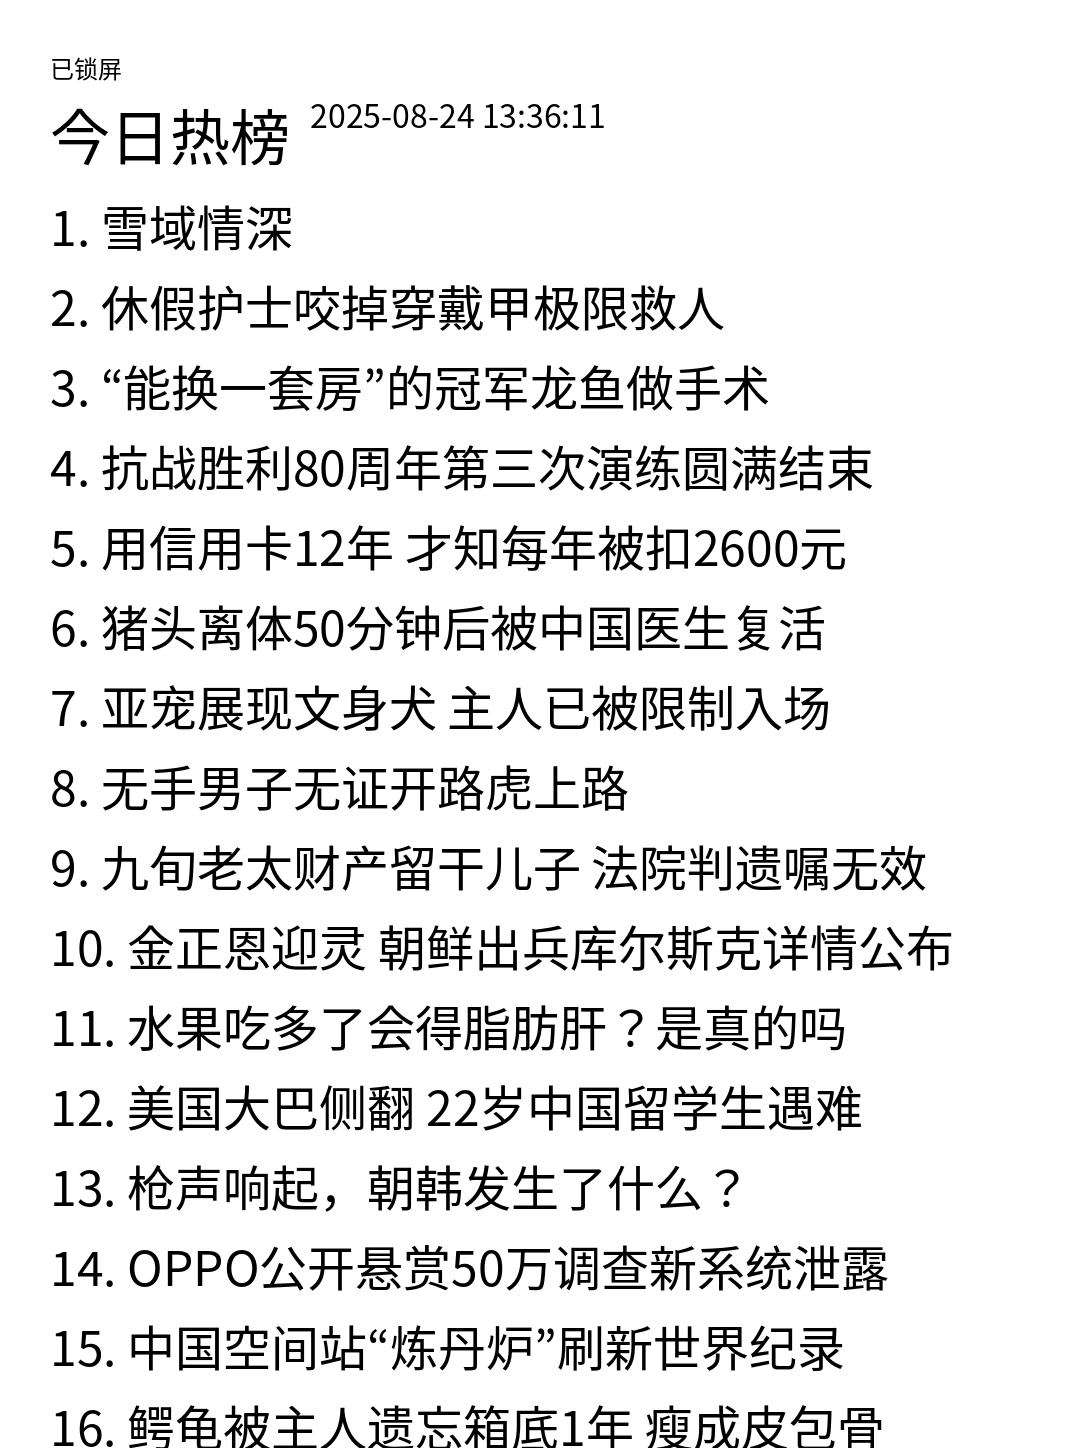 已锁屏
今日热榜 2025-08-24 13:36:11
1. 雪域情深
2. 休假护士咬掉穿戴甲极限救人
3. “能换一套房”的冠军龙鱼做手术
4. 抗战胜利80周年第三次演练圆满结束
5. 用信用卡12年 才知每年被扣2600元
6. 猪头离体50分钟后被中国医生复活
7. 亚宠展现文身犬 主人已被限制入场
8. 无手男子无证开路虎上路
9. 九旬老太财产留干儿子 法院判遗嘱无效
10. 金正恩迎灵 朝鲜出兵库尔斯克详情公布
11. 水果吃多了会得脂肪肝？是真的吗
12. 美国大巴侧翻 22岁中国留学生遇难
13. 枪声响起，朝韩发生了什么？
14. OPPO公开悬赏50万调查新系统泄露
15. 中国空间站“炼丹炉”刷新世界纪录
16. 鳄龟被主人遗忘箱底1年 瘦成皮包骨